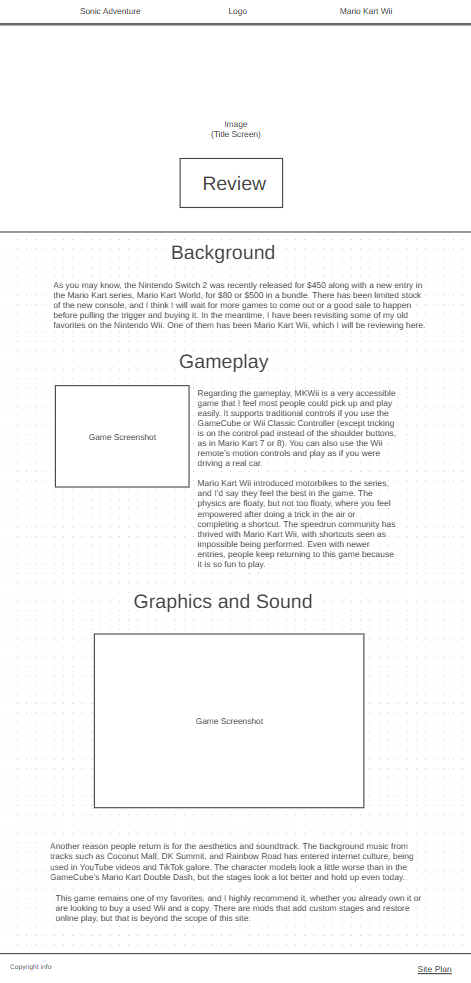 Sonic Adventure Logo Mario Kart Wii
Image
(Title Screen)
Review
Background
As you may know, the Nintendo Switch 2 was recently released for $450 along with a new entry in
the Mario Kart series, Mario Kart World, for $80 or $500 in a bundle. There has been limited stock
of the new console, and I think I will wait for more games to come out or a good sale to happen
before pulling the trigger and buying it. In the meantime, I have been revisiting some of my old
favorites on the Nintendo Wii. One of them has been Mario Kart Wii, which I will be reviewing here.
Gameplay
Game Screenshot
Regarding the gameplay, MKWii is a very accessible
game that I feel most people could pick up and play
easily. It supports traditional controls if you use the
GameCube or Wii Classic Controller (except tricking
is on the control pad instead of the shoulder buttons,
as in Mario Kart 7 or 8). You can also use the Wii
remote's motion controls and play as if you were
driving a real car.
Mario Kart Wii introduced motorbikes to the series,
and I'd say they feel the best in the game. The
physics are floaty, but not too floaty, where you feel
empowered after doing a trick in the air or
completing a shortcut. The speedrun community has
thrived with Mario Kart Wii, with shortcuts seen as
impossible being performed. Even with newer
entries, people keep returning to this game because
it is so fun to play.
Graphics and Sound
Game Screenshot
Another reason people return is for the aesthetics and soundtrack. The background music from
tracks such as Coconut Mall, DK Summit, and Rainbow Road has entered internet culture, being
used in YouTube videos and TikTok galore. The character models look a little worse than in the
GameCube's Mario Kart Double Dash, but the stages look a lot better and hold up even today.
This game remains one of my favorites, and I highly recommend it, whether you already own it or
are looking to buy a used Wii and a copy. There are mods that add custom stages and restore
online play, but that is beyond the scope of this site.
Copyright info
Site Plan